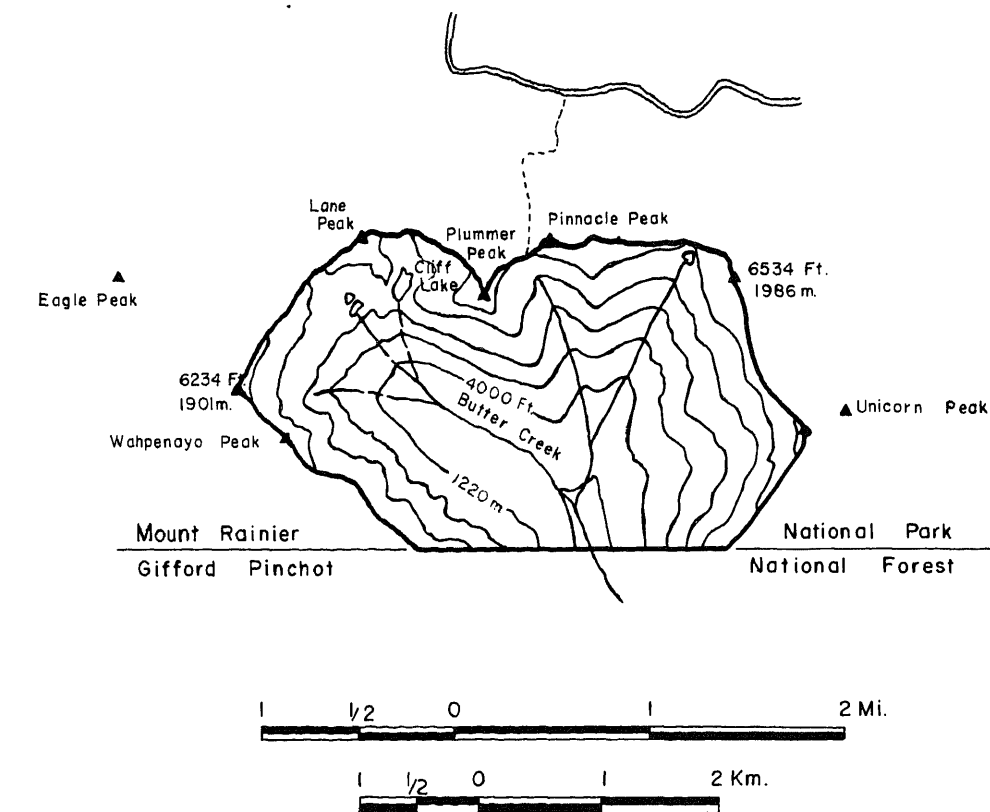 Lane
Peak
Plummer
Peak
Pinnacle Peak
Cliff
Lake
6534 Ft.
1986 m.
Eagle Peak
6234 Ft.
1901m.
4000 Ft.
Butter Creek
Unicorn Peak
Wahpenayo Peak
1220 m
Mount Rainier National Park
Gifford Pinchot National Forest
1 1/2 0 1 2 Mi.
1 1/2 0 1 2 Km.